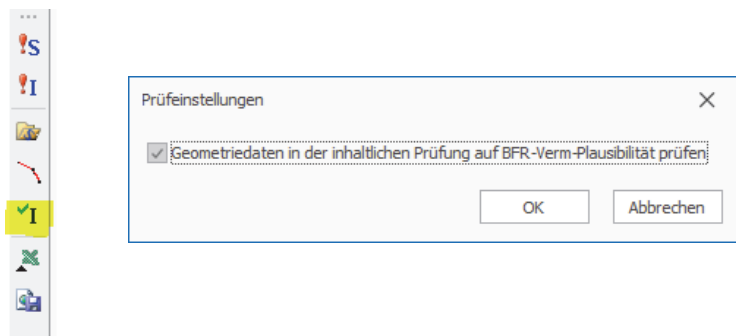 S
I
Prüfeinstellungen
Geometriedaten in der inhaltlichen Prüfung auf BFR-Verm-Plausibilität prüfen
I
OK Abbrechen